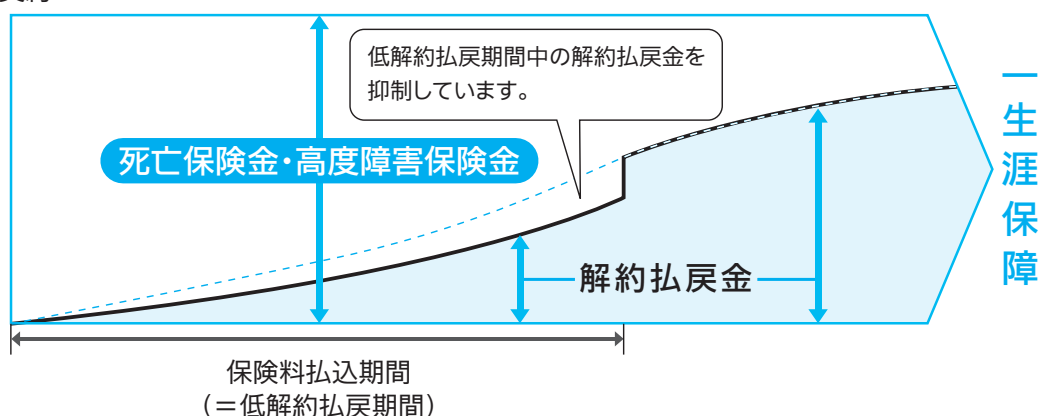 低解約払戻期間中の解約払戻金を
抑制しています。
死亡保険金・高度障害保険金
解約払戻金
一生涯保障
保険料払込期間
(＝低解約払戻期間)